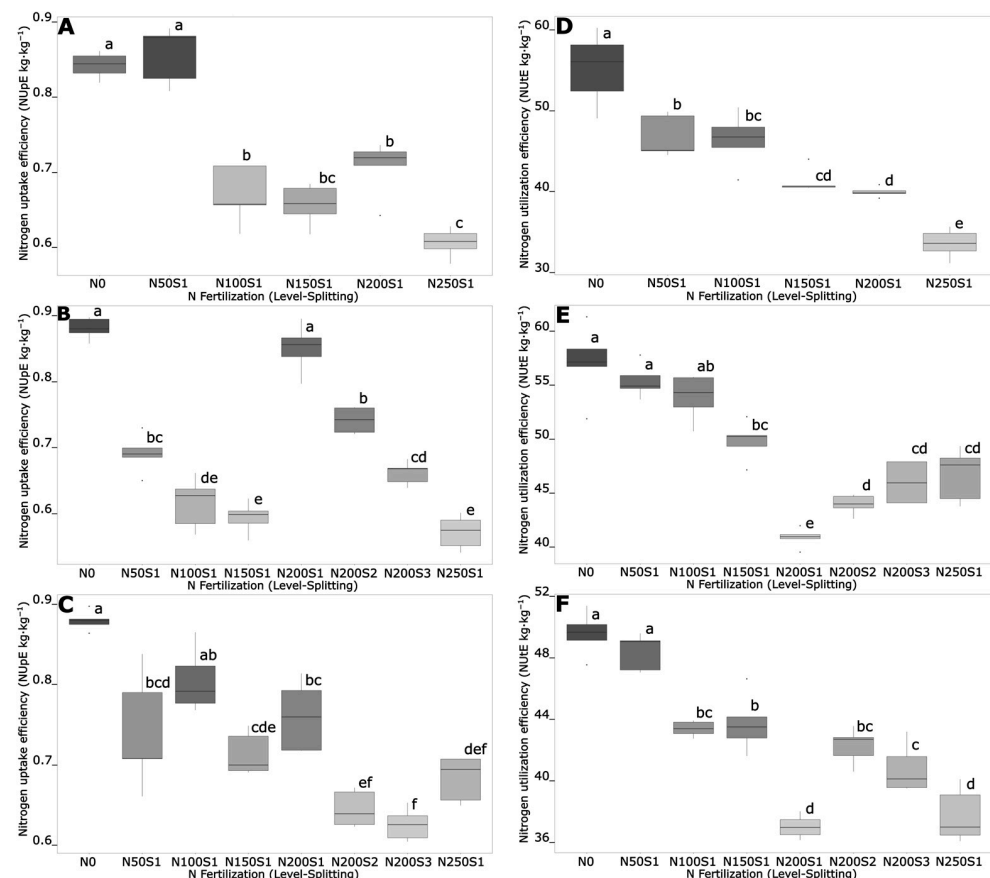 A
Nitrogen uptake efficiency (NUpE kg·kg⁻¹)
0.9
0.8
0.7
0.6
a
a
b
bc
b
c
N0 N50S1 N100S1 N150S1 N200S1 N250S1
N Fertilization (Level-Splitting)
D
Nitrogen utilization efficiency (NUtE kg·kg⁻¹)
60
50
40
30
a
b
bc
cd
d
e
N0 N50S1 N100S1 N150S1 N200S1 N250S1
N Fertilization (Level-Splitting)
B
Nitrogen uptake efficiency (NUpE kg·kg⁻¹)
0.9
0.8
0.7
0.6
a
bc
de
e
a
b
cd
e
N0 N50S1 N100S1 N150S1 N200S1 N200S2 N200S3 N250S1
N Fertilization (Level-Splitting)
E
Nitrogen utilization efficiency (NUtE kg·kg⁻¹)
60
55
50
45
40
a
a
ab
bc
e
d
cd
cd
N0 N50S1 N100S1 N150S1 N200S1 N200S2 N200S3 N250S1
N Fertilization (Level-Splitting)
C
Nitrogen uptake efficiency (NUpE kg·kg⁻¹)
0.9
0.8
0.7
0.6
a
bcd
ab
cde
bc
ef
f
def
N0 N50S1 N100S1 N150S1 N200S1 N200S2 N200S3 N250S1
N Fertilization (Level-Splitting)
F
Nitrogen utilization efficiency (NUtE kg·kg⁻¹)
52
48
44
40
36
a
a
bc
b
d
bc
c
d
N0 N50S1 N100S1 N150S1 N200S1 N200S2 N200S3 N250S1
N Fertilization (Level-Splitting)